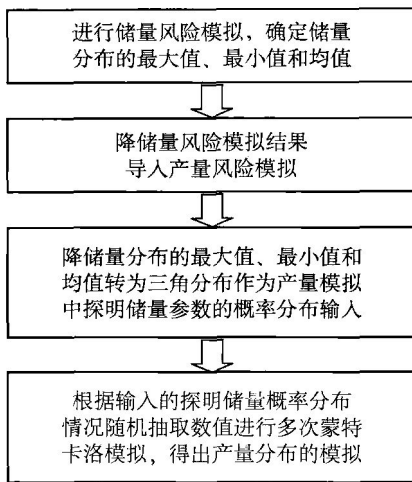 进行储量风险模拟，确定储量
分布的最大值、最小值和均值
降储量风险模拟结果
导入产量风险模拟
降储量分布的最大值、最小值和
均值转为三角分布作为产量模拟
中探明储量参数的概率分布输入
根据输入的探明储量概率分布
情况随机抽取数值进行多次蒙特
卡洛模拟，得出产量分布的模拟